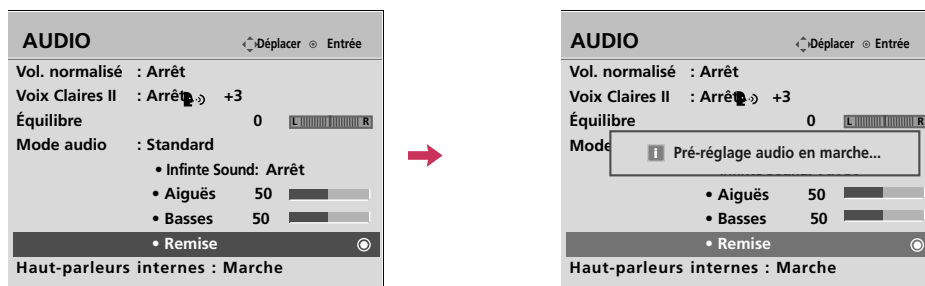 AUDIO
Déplacer Entrée
Vol. normalisé : Arrêt
Voix Claires II : Arrêt +3
Équilibre 0 L R
Mode audio : Standard
• Infinte Sound: Arrêt
• Aiguës 50
• Basses 50
• Remise
Haut-parleurs internes : Marche
AUDIO
Déplacer Entrée
Vol. normalisé : Arrêt
Voix Claires II : Arrêt +3
Équilibre 0 L R
Mode
i Pré-réglage audio en marche...
• Aiguës 50
• Basses 50
• Remise
Haut-parleurs internes : Marche